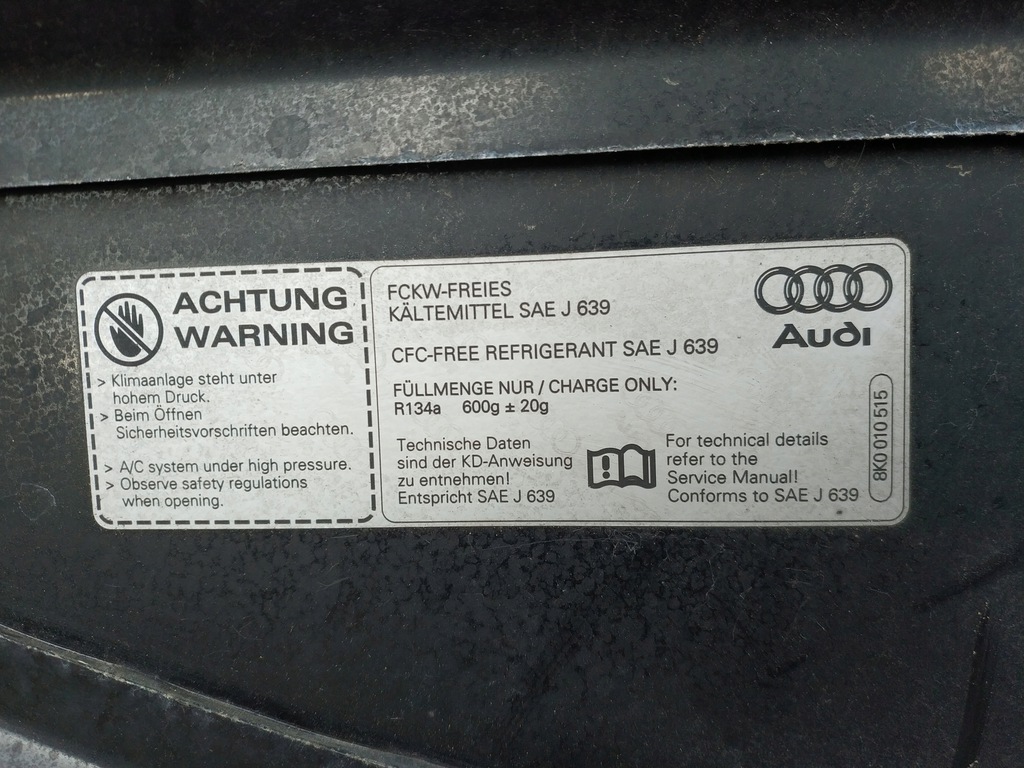 ACHTUNG
WARNING
> Klimaanlage steht unter
hohem Druck.
> Beim Öffnen
Sicherheitsvorschriften beachten.
> A/C system under high pressure.
> Observe safety regulations
when opening.
FCKW-FREIES
KÄLTEMITTEL SAE J 639
CFC-FREE REFRIGERANT SAE J 639
FÜLLMENGE NUR / CHARGE ONLY:
R134a 600g ± 20g
Technische Daten
sind der KD-Anweisung
zu entnehmen!
Entspricht SAE J 639
For technical details
refer to the
Service Manual!
Conforms to SAE J 639
Audi
8K0 010 515